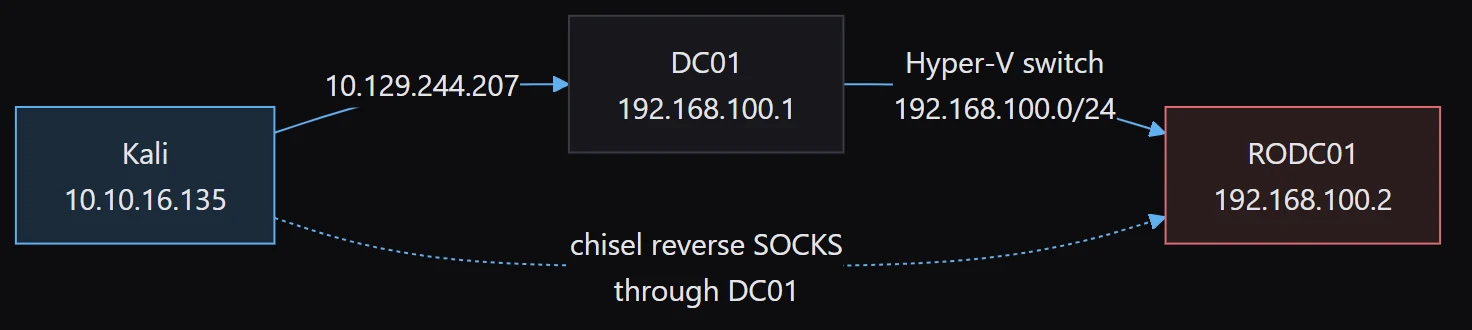 Kali
10.10.16.135
10.129.244.207
DC01
192.168.100.1
Hyper-V switch
192.168.100.0/24
RODC01
192.168.100.2
chisel reverse SOCKS
through DC01